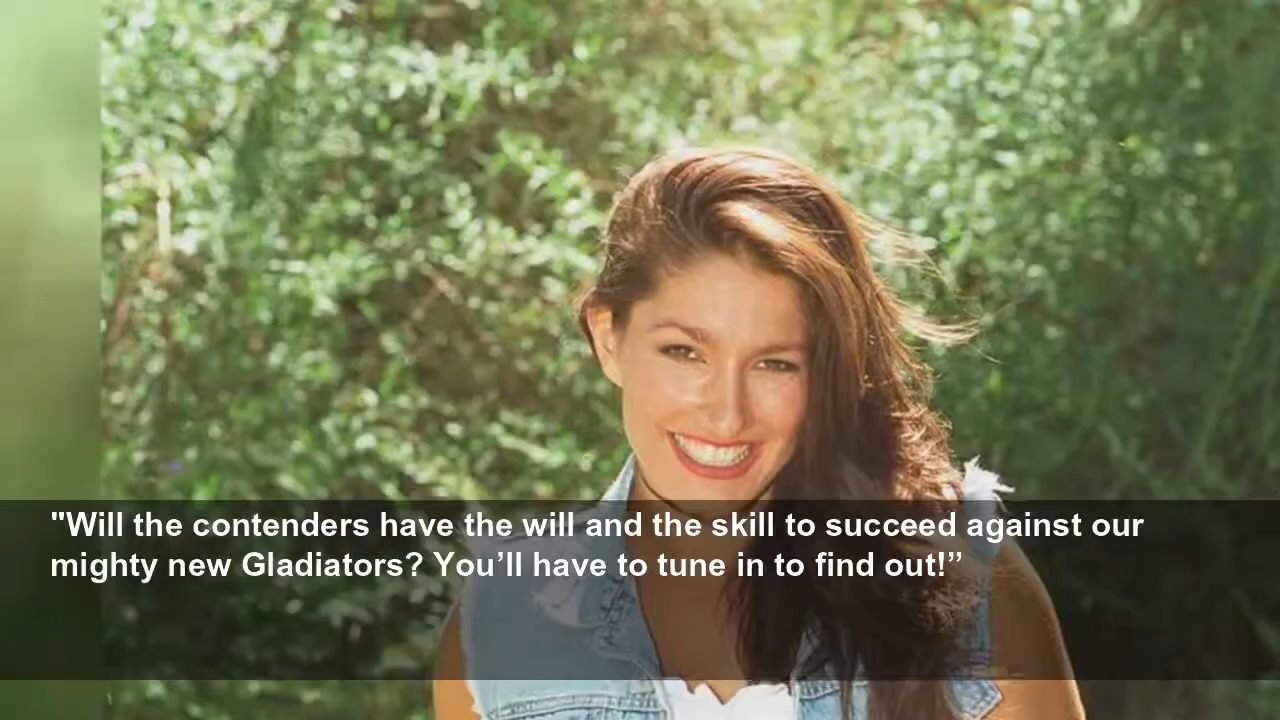 "Will the contenders have the will and the skill to succeed against our
mighty new Gladiators? You’ll have to tune in to find out!”